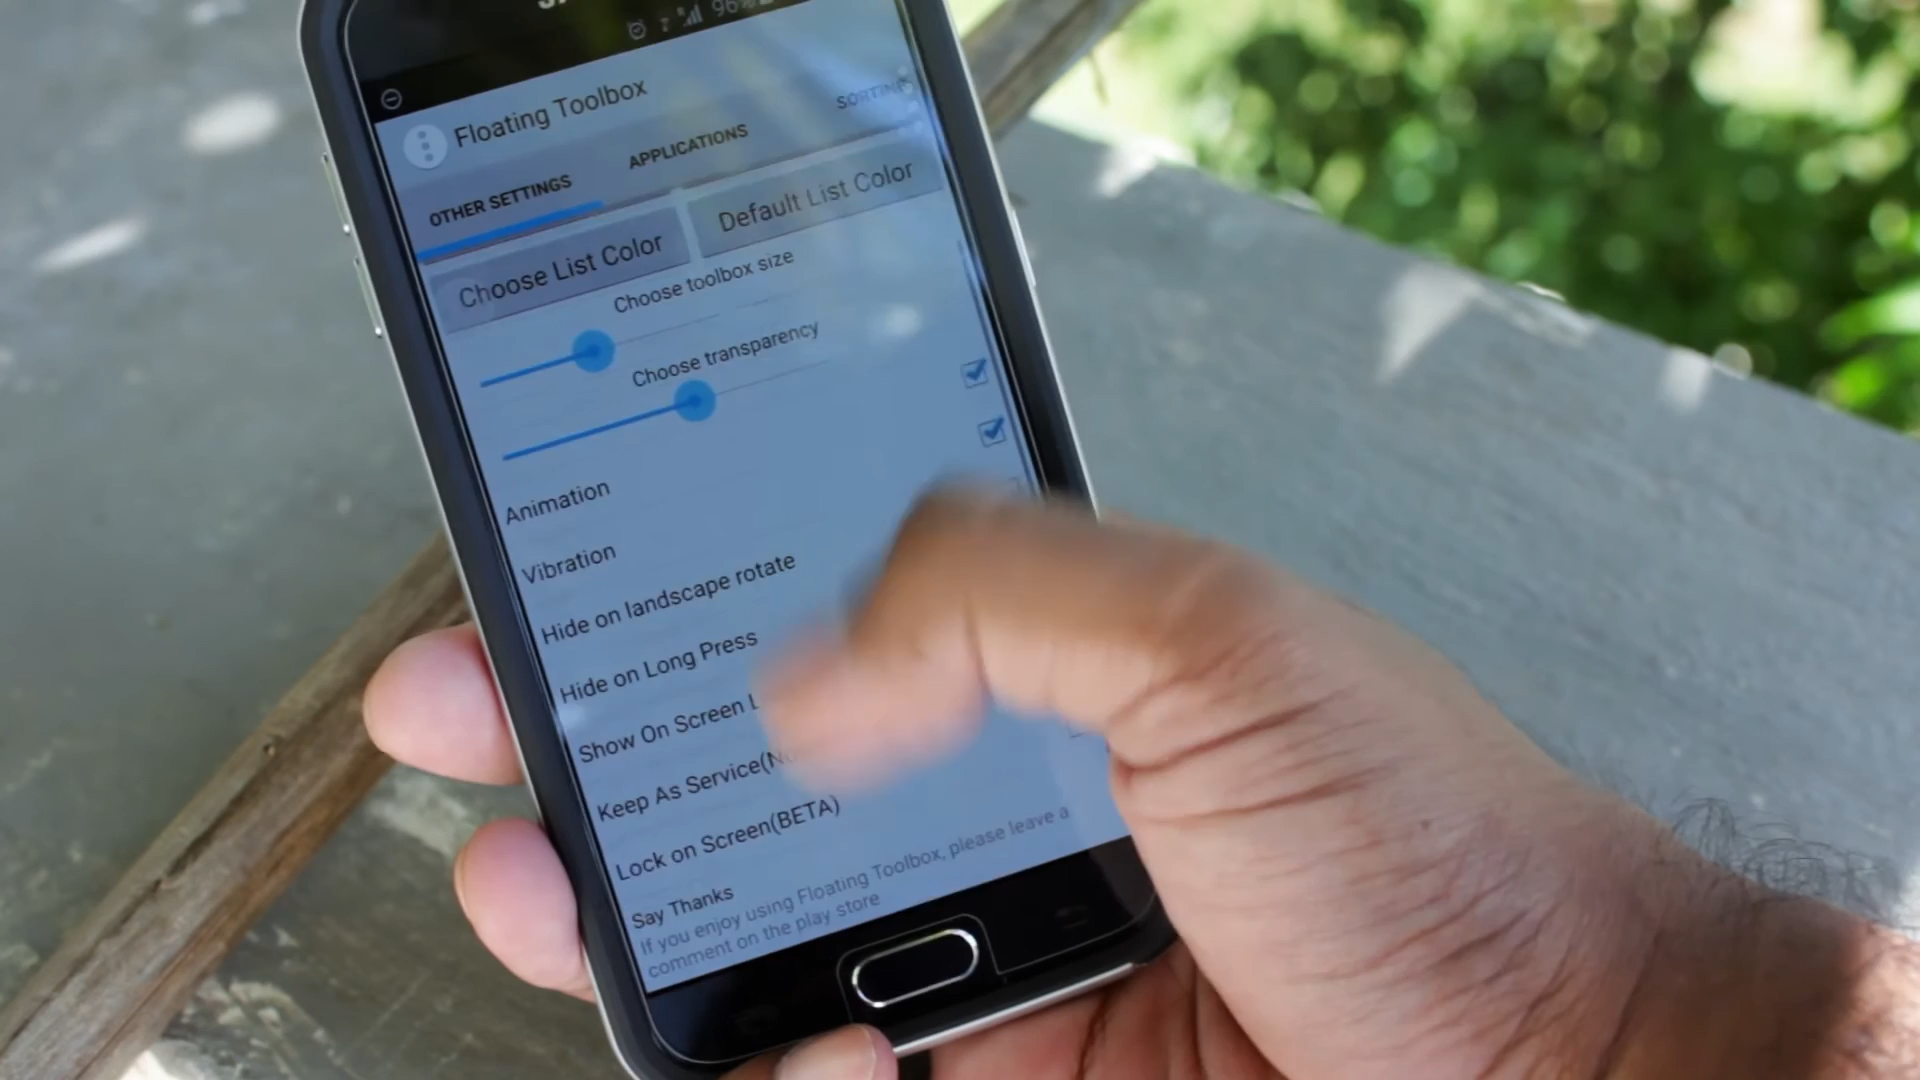 96%
Floating Toolbox
OTHER SETTINGS
APPLICATIONS
Choose List Color
Default List Color
Choose toolbox size
Choose transparency
Animation
Vibration
Hide on landscape rotate
Hide on Long Press
Show On Screen
Keep As Service
Lock on Screen(BETA)
Say Thanks
If you enjoy using Floating Toolbox, please leave a
comment on the play store